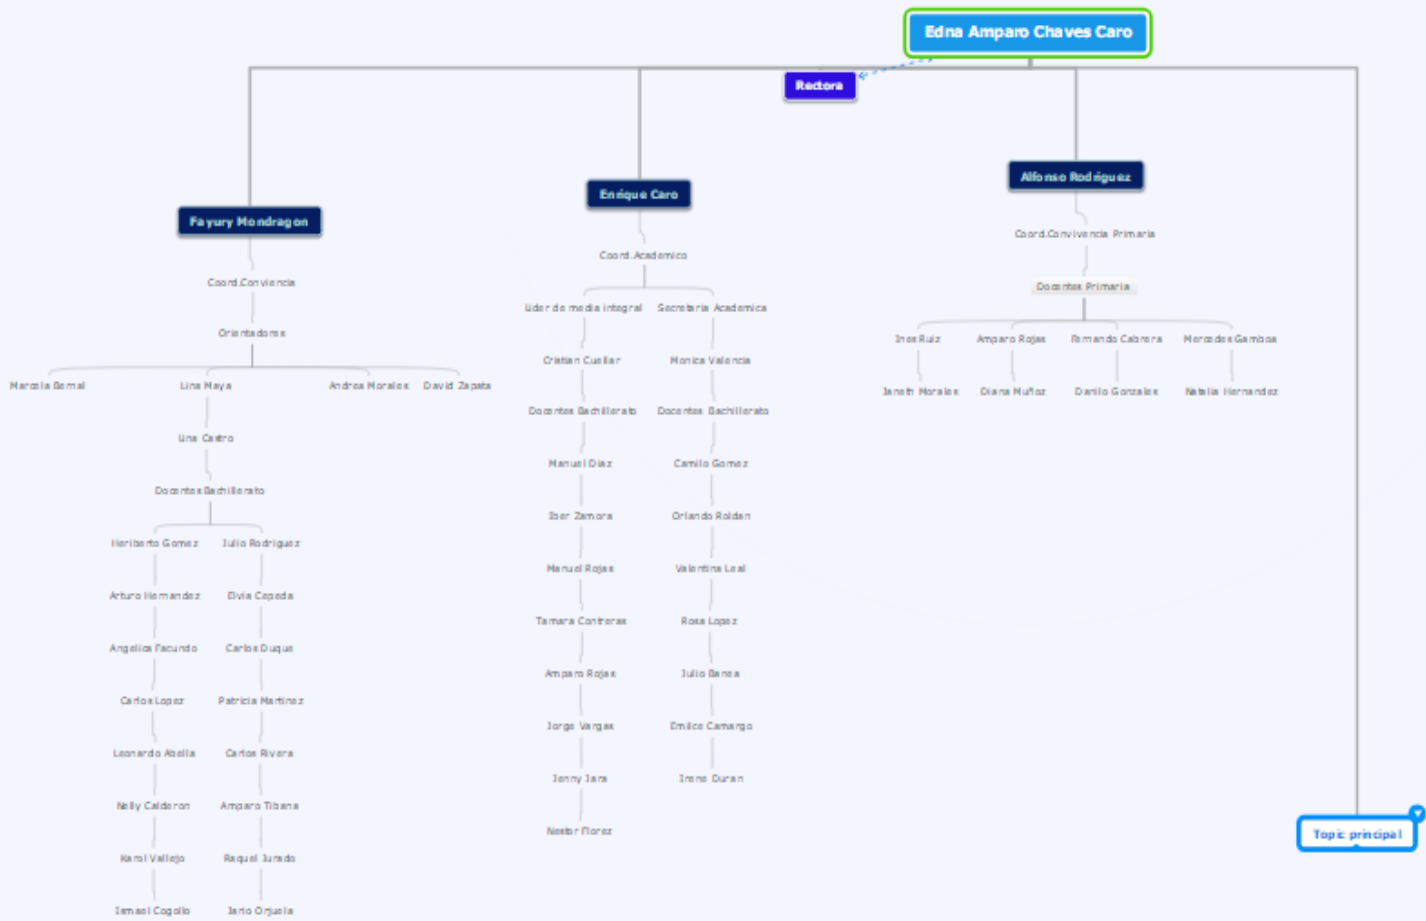 Edna Amparo Chaves Caro
Rectora
Fayury Mondragon
Coord.Conviencia
Orientadores
Marcela Bernal
Lina Maya
Andrea Morales
David Zapata
Lina Castro
Docentes Bachillerato
Heriberto Gomez
Arturo Hernandez
Angelica Facundo
Carlos Lopez
Leonardo Abella
Nelly Calderon
Karol Vallejo
Ismael Cogollo
Julio Rodriguez
Elvia Cepeda
Carlos Duque
Patricia Martinez
Carlos Rivera
Amparo Tibana
Raquel Jurado
Jario Orjuela
Enrique Caro
Coord.Academico
Lider de media integral
Cristian Cuellar
Docentes Bachillerato
Manuel Diaz
Iber Zamora
Manuel Rojas
Tamara Contreras
Amparo Rojas
Jorge Vargas
Jenny Jara
Nestor Florez
Secretaria Academica
Monica Valencia
Docentes Bachillerato
Camilo Gomez
Orlando Roldan
Valentina Leal
Rosa Lopez
Julio Banea
Emilce Camargo
Irene Duran
Alfonso Rodriguez
Coord.Convivencia Primaria
Docentes Primaria
Ines Ruiz
Janeth Morales
Amparo Rojas
Diana Muñoz
Fernando Cabrera
Danilo Gonzales
Mercedes Gamboa
Natalia Hernandez
Topic principal